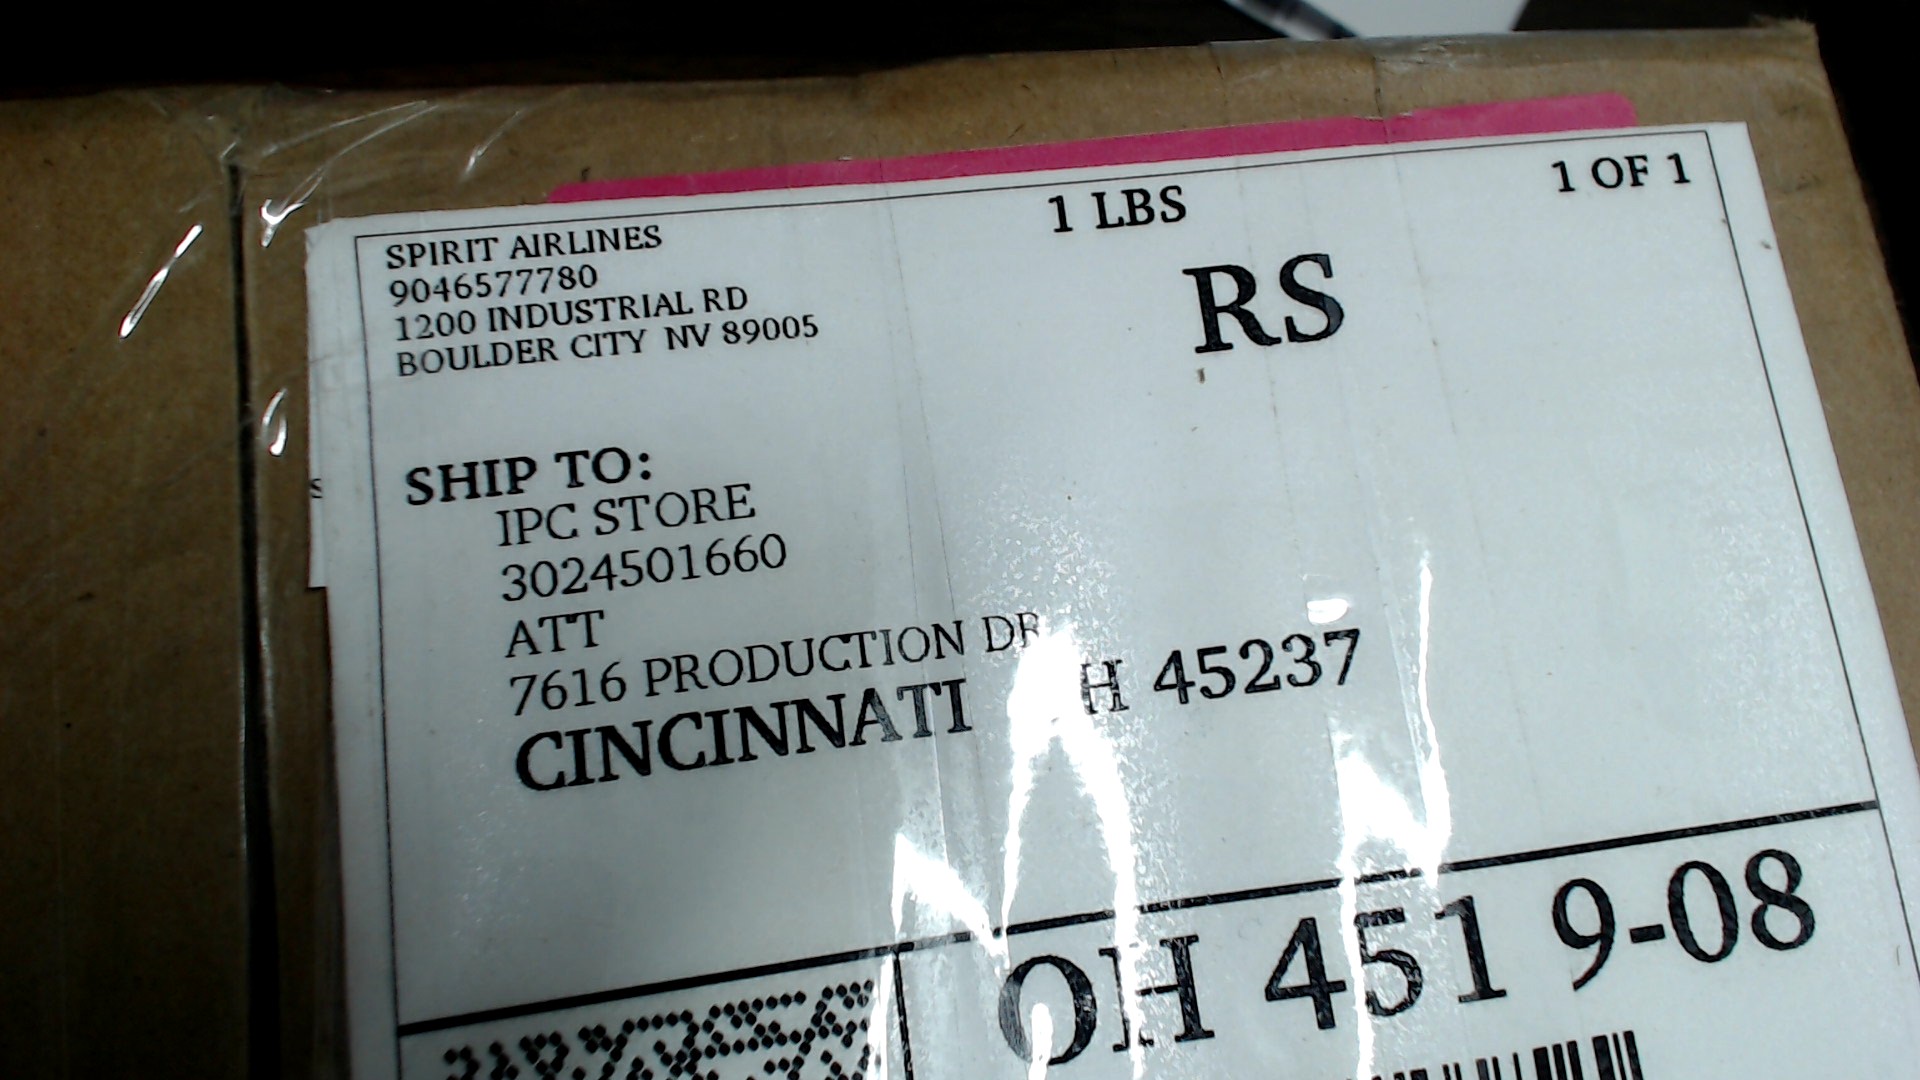 1 LBS
1 OF 1
SPIRIT AIRLINES
9046577780
1200 INDUSTRIAL RD
BOULDER CITY NV 89005
RS
SHIP TO:
IPC STORE
3024501660
ATT
7616 PRODUCTION DR
CINCINNATI H 45237
OH 451 9-08